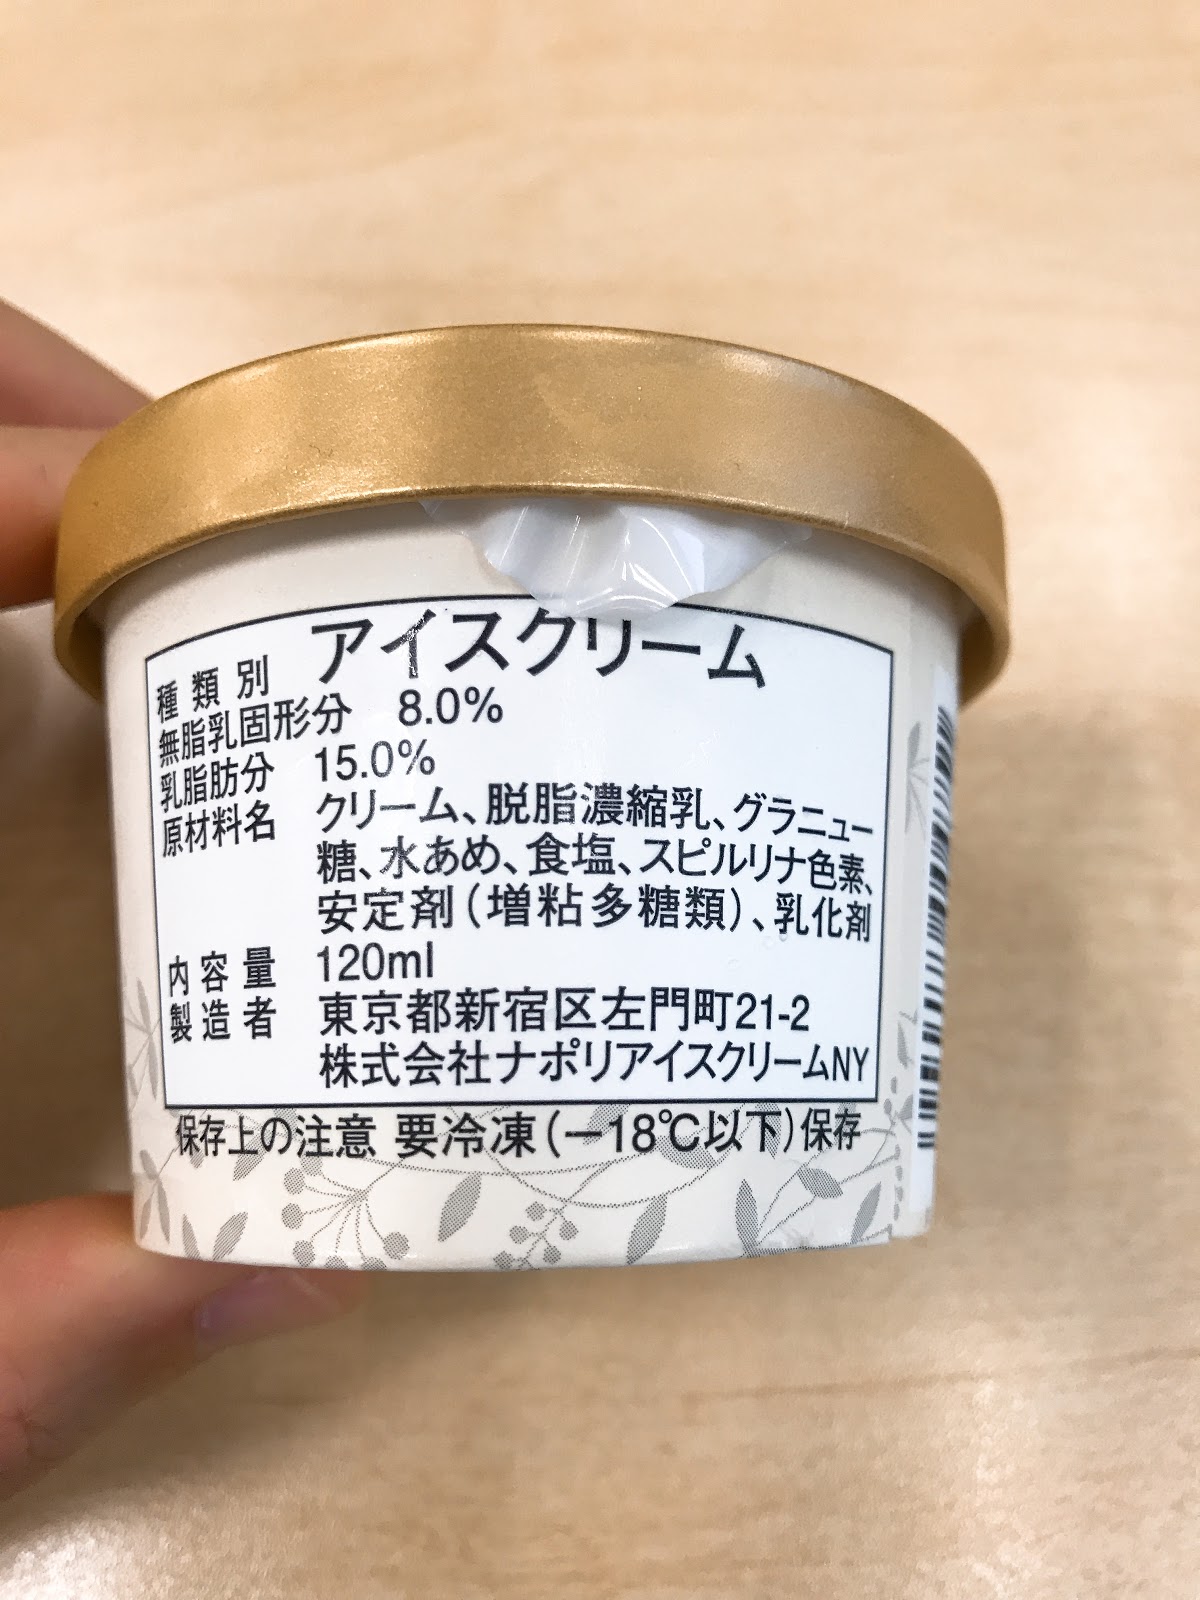 種類別 アイスクリーム
無脂乳固形分 8.0%
乳脂肪分 15.0%
原材料名 クリーム、脱脂濃縮乳、グラニュー
糖、水あめ、食塩、スピルリナ色素、
安定剤(増粘多糖類)、乳化剤
内容量 120ml
製造者 東京都新宿区左門町21-2
株式会社ナポリアイスクリームNY
保存上の注意 要冷凍(−18℃以下)保存